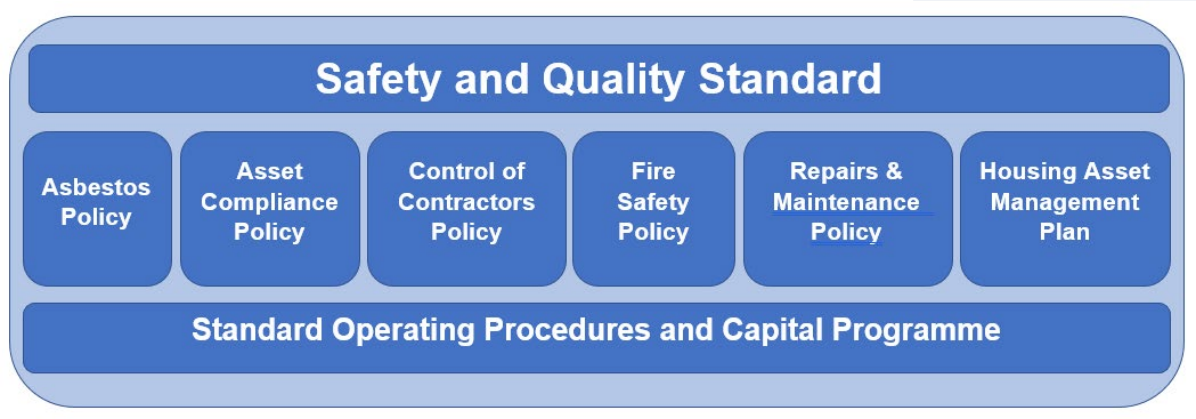 Safety and Quality Standard
Asbestos
Policy
Asset
Compliance
Policy
Control of
Contractors
Policy
Fire
Safety
Policy
Repairs &
Maintenance
Policy
Housing Asset
Management
Plan
Standard Operating Procedures and Capital Programme